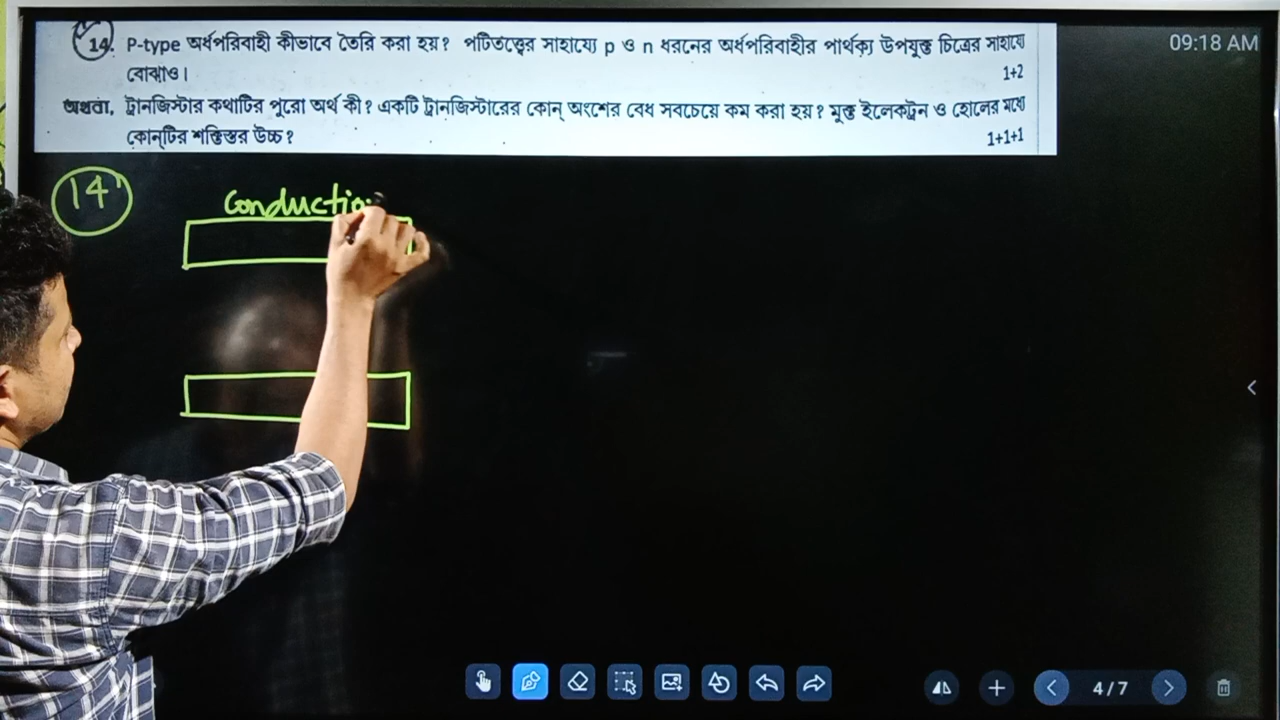 14. P-type অর্ধপরিবাহী কীভাবে তৈরি করা হয়? পটিতত্ত্বের সাহায্যে p ও n ধরনের অর্ধপরিবাহীর পার্থক্য উপযুক্ত চিত্রের সাহায্যে
বোঝাও। 1+2
অথবা, ট্রানজিস্টার কথাটির পুরো অর্থ কী? একটি ট্রানজিস্টারের কোন্ অংশের বেধ সবচেয়ে কম করা হয়? মুক্ত ইলেকট্রন ও হোলের মধ্যে
কোন্‌টির শক্তিস্তর উচ্চ? 1+1+1
09:18 AM
14
Conductio
4/7